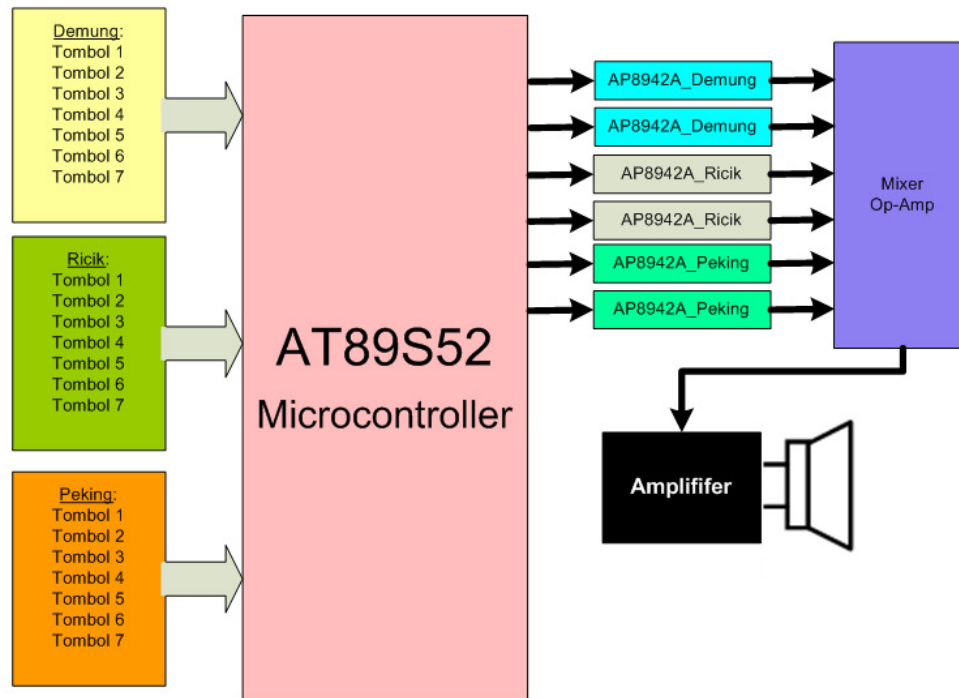 Demung:
Tombol 1
Tombol 2
Tombol 3
Tombol 4
Tombol 5
Tombol 6
Tombol 7
Ricik:
Tombol 1
Tombol 2
Tombol 3
Tombol 4
Tombol 5
Tombol 6
Tombol 7
Peking:
Tombol 1
Tombol 2
Tombol 3
Tombol 4
Tombol 5
Tombol 6
Tombol 7
AT89S52
Microcontroller
AP8942A_Demung
AP8942A_Demung
AP8942A_Ricik
AP8942A_Ricik
AP8942A_Peking
AP8942A_Peking
Mixer
Op-Amp
Amplififer